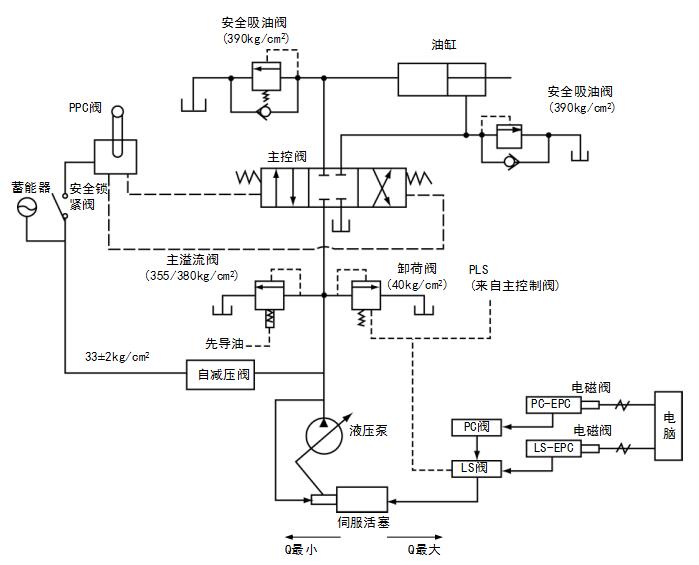 安全吸油阀
(390kg/cm²)
油缸
安全吸油阀
(390kg/cm²)
PPC阀
主控阀
蓄能器
安全锁
紧阀
主溢流阀
(355/380kg/cm²)
卸荷阀
(40kg/cm²)
PLS
(来自主控制阀)
先导油
33±2kg/cm²
自减压阀
电磁阀
PC-EPC
电脑
液压泵
PC阀
电磁阀
LS-EPC
LS阀
伺服活塞
Q最小
Q最大